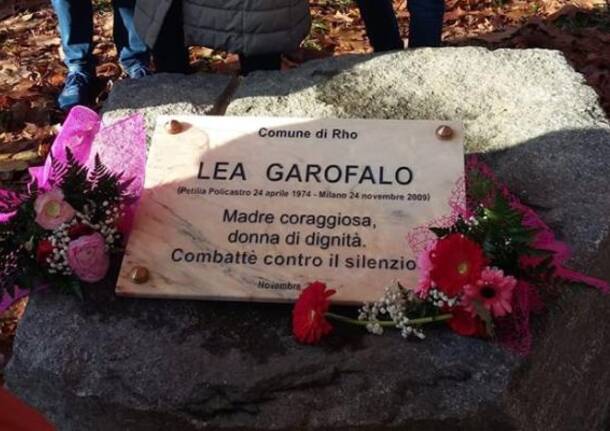 Comune di Rho
LEA GAROFALO
(Petilia Policastro 24 aprile 1974 - Milano 24 novembre 2009)
Madre coraggiosa,
donna di dignità.
Combattè contro il silenzio
Novembre